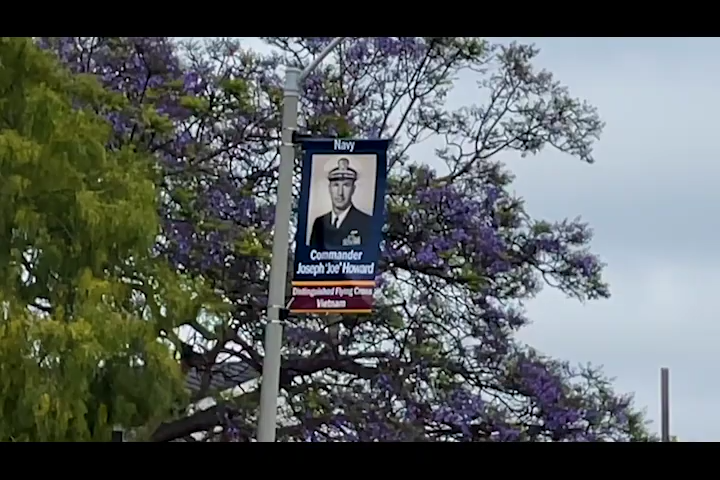 Navy
Commander
Joseph "Joe" Howard
Distinguished Flying Cross
Vietnam